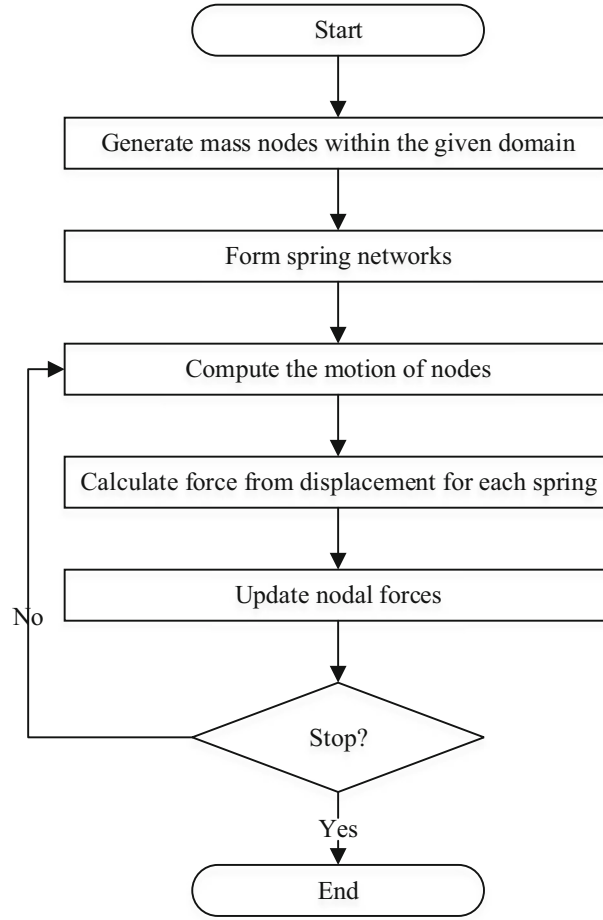 Start
Generate mass nodes within the given domain
Form spring networks
Compute the motion of nodes
Calculate force from displacement for each spring
Update nodal forces
No
Stop?
Yes
End